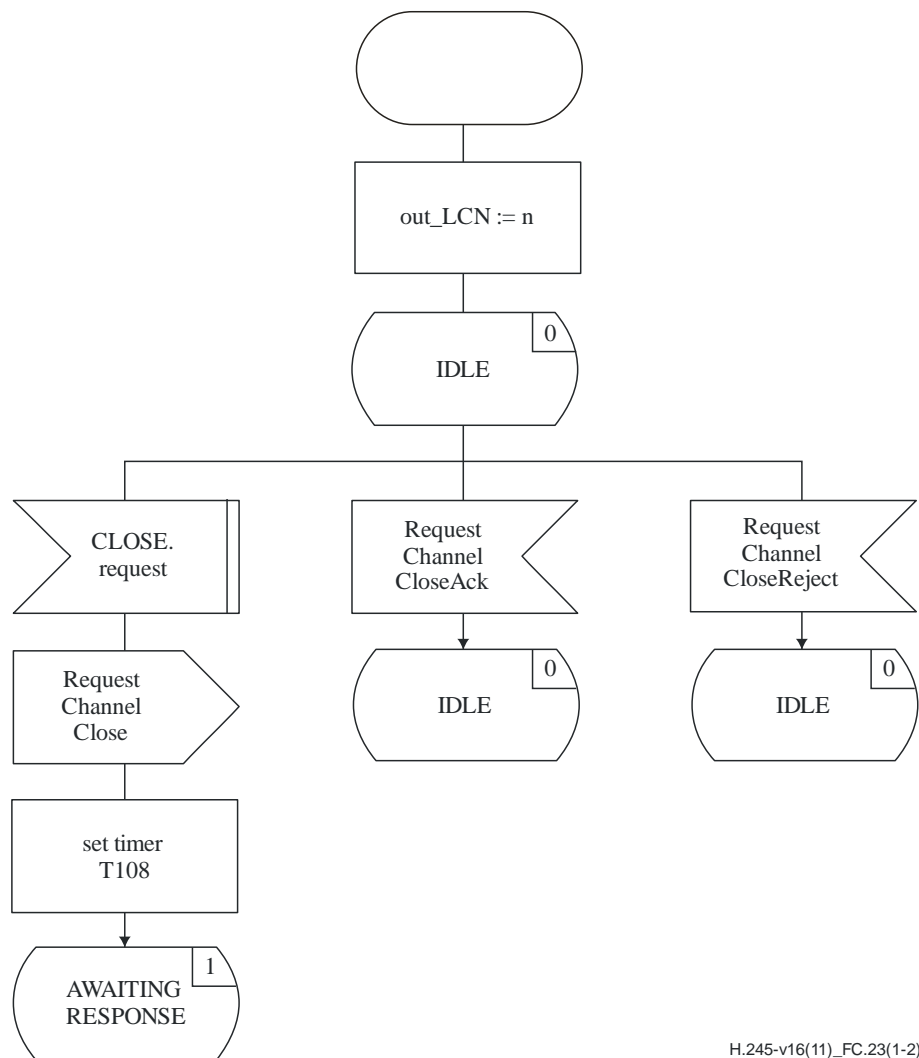 out_LCN := n
0
IDLE
CLOSE.
request
Request
Channel
CloseAck
Request
Channel
CloseReject
Request
Channel
Close
0
IDLE
0
IDLE
set timer
T108
1
AWAITING
RESPONSE
H.245-v16(11)_FC.23(1-2)